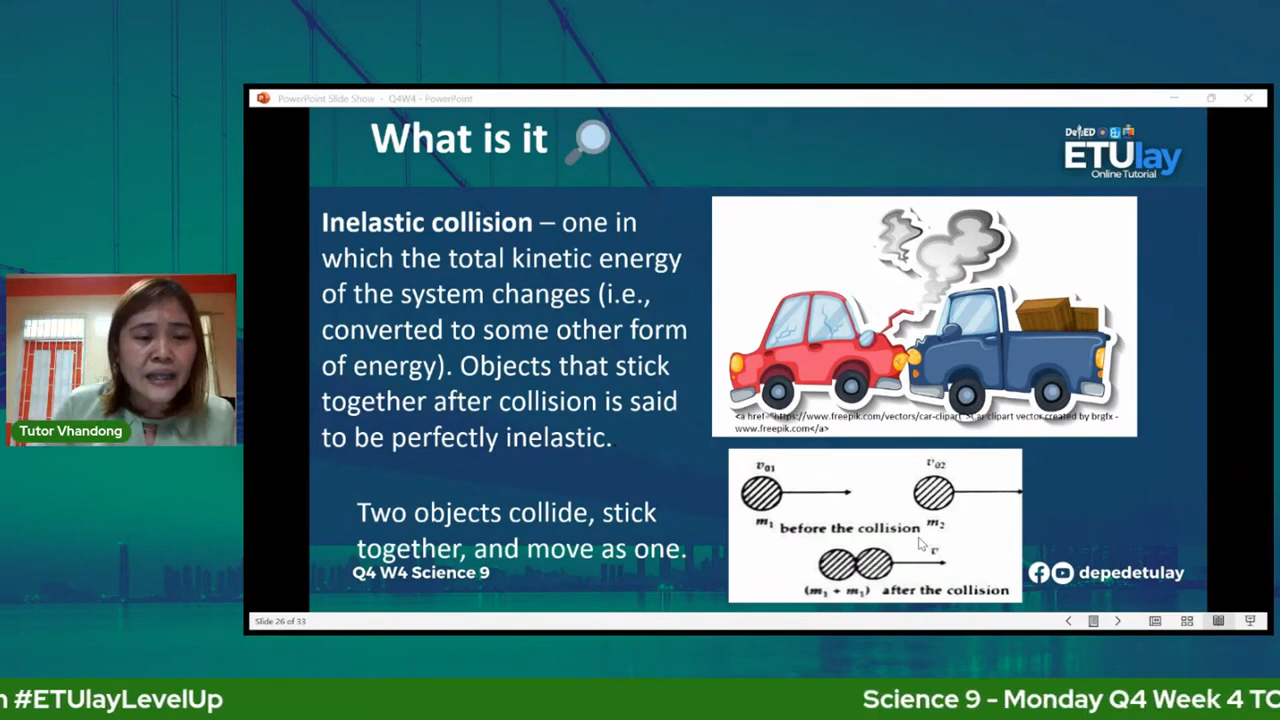 PowerPoint Slide Show - Q4W4 - PowerPoint
What is it
DepED
ETUlay
Online Tutorial
Inelastic collision – one in
which the total kinetic energy
of the system changes (i.e.,
converted to some other form
of energy). Objects that stick
together after collision is said
to be perfectly inelastic.
<a href="https://www.freepik.com/vectors/car-clipart">Car clipart vector created by brgfx -
www.freepik.com</a>
Two objects collide, stick
together, and move as one.
Q4 W4 Science 9
v01 v'02
m1 before the collision m2
v'
(m1 + m1) after the collision
depedetulay
Tutor Vhandong
Slide 26 of 33
n #ETUlayLevelUp
Science 9 - Monday Q4 Week 4 TO